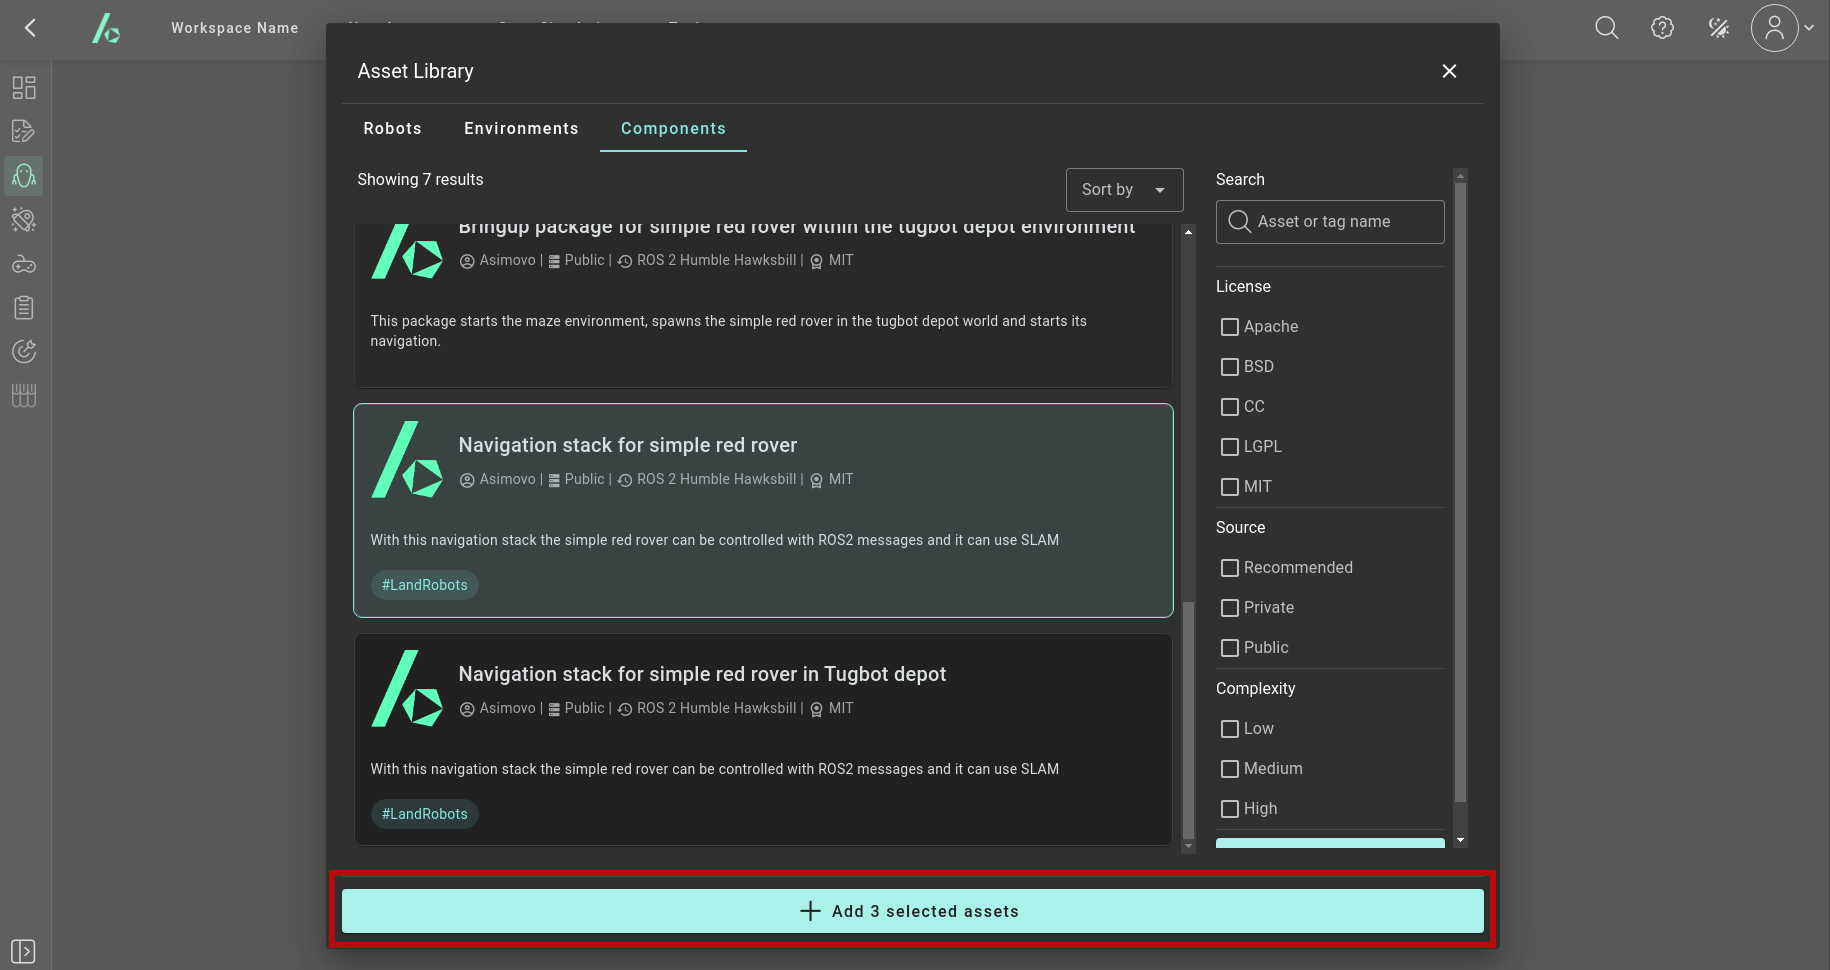 Workspace Name
Asset Library
Robots
Environments
Components
Showing 7 results
Sort by
Bringup package for simple red rover within the tugbot depot environment
Asimovo | Public | ROS 2 Humble Hawksbill | MIT
This package starts the maze environment, spawns the simple red rover in the tugbot depot world and starts its
navigation.
Navigation stack for simple red rover
Asimovo | Public | ROS 2 Humble Hawksbill | MIT
With this navigation stack the simple red rover can be controlled with ROS2 messages and it can use SLAM
#LandRobots
Navigation stack for simple red rover in Tugbot depot
Asimovo | Public | ROS 2 Humble Hawksbill | MIT
With this navigation stack the simple red rover can be controlled with ROS2 messages and it can use SLAM
#LandRobots
Search
Asset or tag name
License
Apache
BSD
CC
LGPL
MIT
Source
Recommended
Private
Public
Complexity
Low
Medium
High
Add 3 selected assets